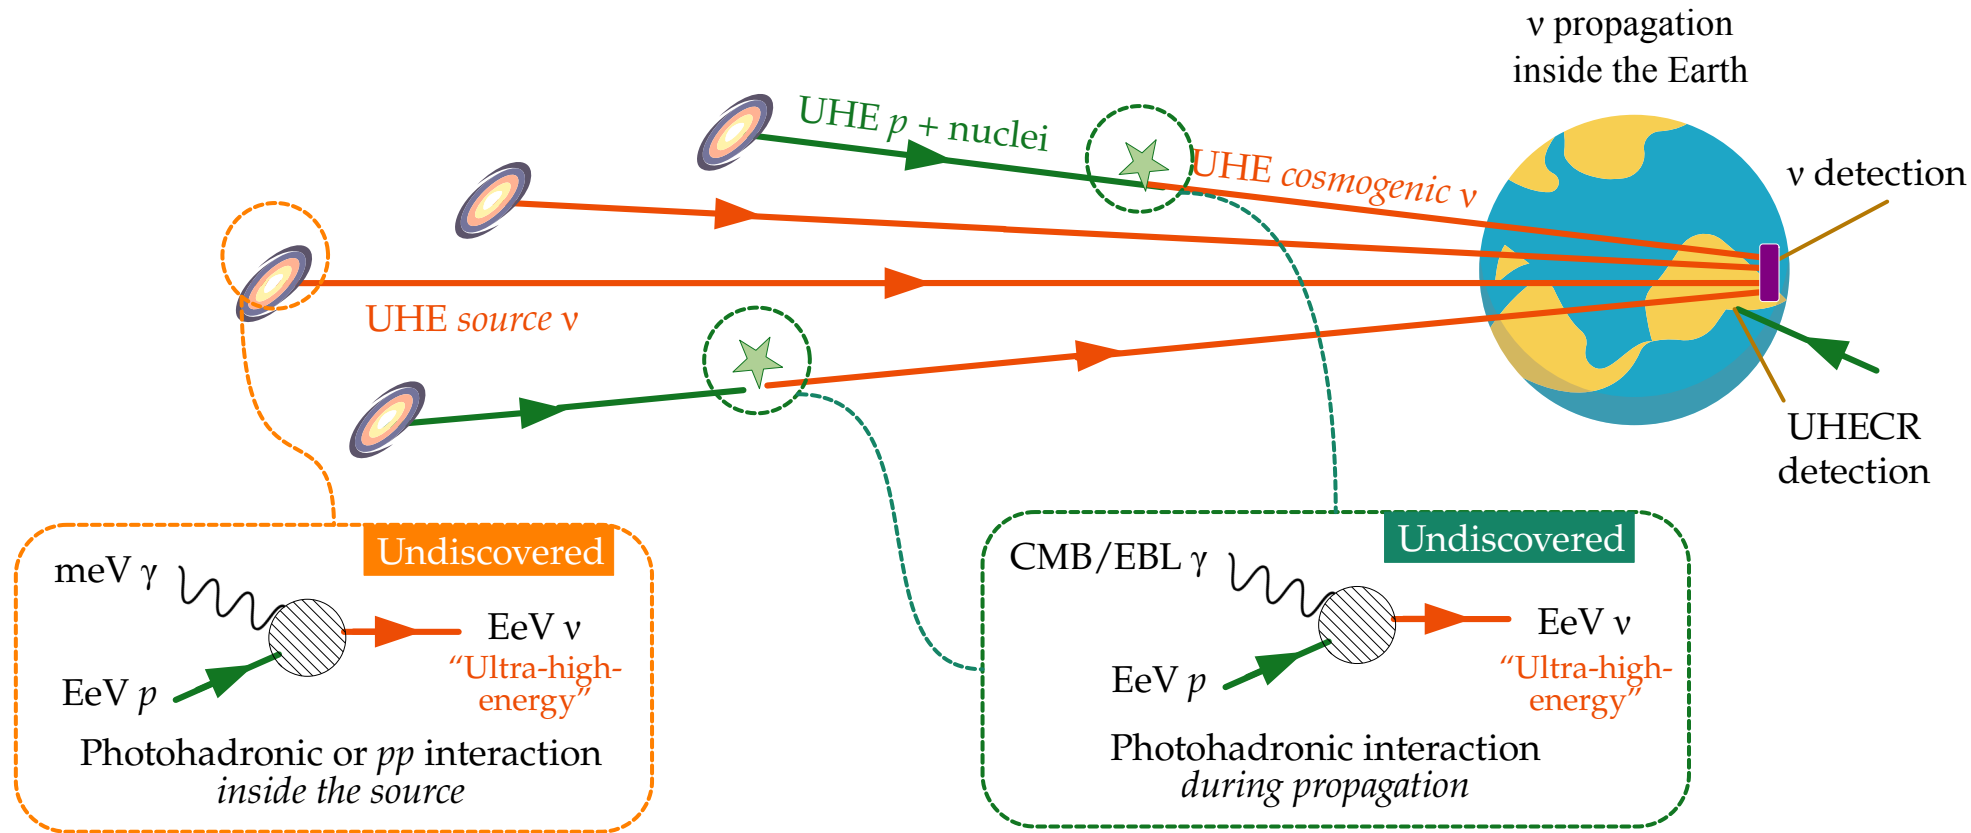 ν propagation
inside the Earth
UHE p + nuclei
UHE cosmogenic ν
ν detection
UHE source ν
UHECR
detection
Undiscovered
meV γ
EeV ν
“Ultra-high-
energy”
EeV p
Photohadronic or pp interaction
inside the source
Undiscovered
CMB/EBL γ
EeV ν
“Ultra-high-
energy”
EeV p
Photohadronic interaction
during propagation